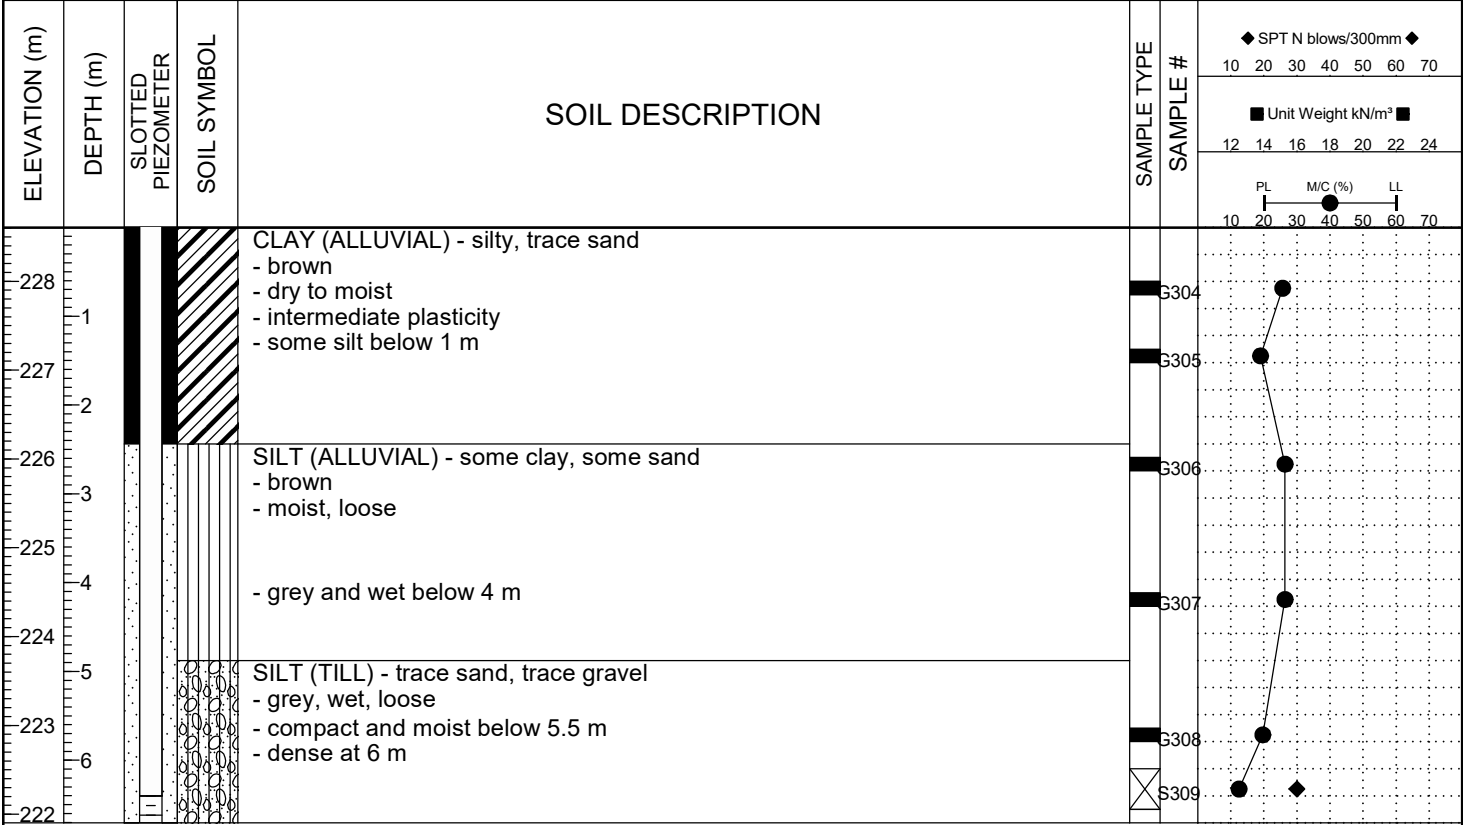 ELEVATION (m)
DEPTH (m)
SLOTTED
PIEZOMETER
SOIL SYMBOL
SOIL DESCRIPTION
SAMPLE TYPE
SAMPLE #
◆ SPT N blows/300mm ◆
10 20 30 40 50 60 70
■ Unit Weight kN/m³ ■
12 14 16 18 20 22 24
PL M/C (%) LL
10 20 30 40 50 60 70
CLAY (ALLUVIAL) - silty, trace sand
- brown
228
- dry to moist
G304
1
- intermediate plasticity
- some silt below 1 m
G305
227
2
SILT (ALLUVIAL) - some clay, some sand
226
G306
- brown
3
- moist, loose
225
4
- grey and wet below 4 m
G307
224
5
SILT (TILL) - trace sand, trace gravel
- grey, wet, loose
223
- compact and moist below 5.5 m
G308
- dense at 6 m
6
S309
222